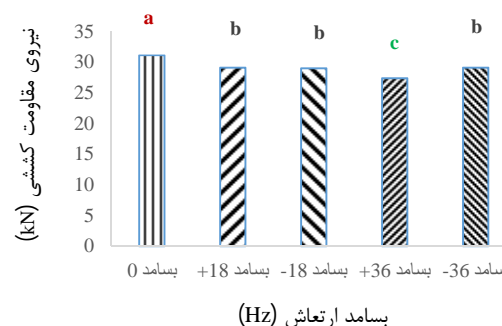 نیروی مقاومت کششی (kN)
35
30
25
20
15
10
5
0
a
b
b
c
b
بسامد 0
بسامد 18+
بسامد 18-
بسامد 36+
بسامد 36-
بسامد ارتعاش (Hz)